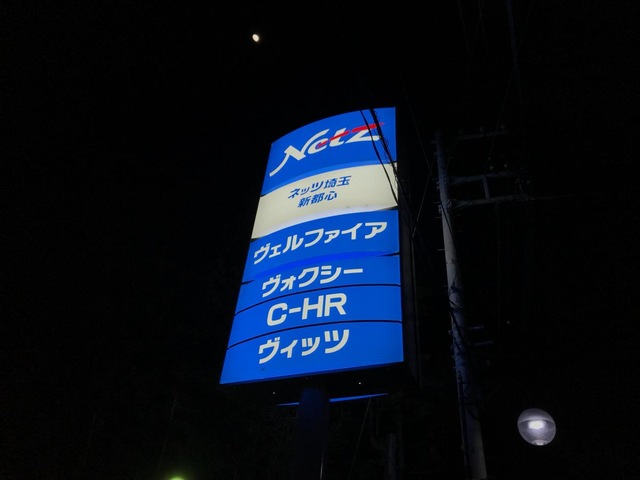 Netz
ネッツ埼玉
新都心
ヴェルファイア
ヴォクシー
C-HR
ヴィッツ